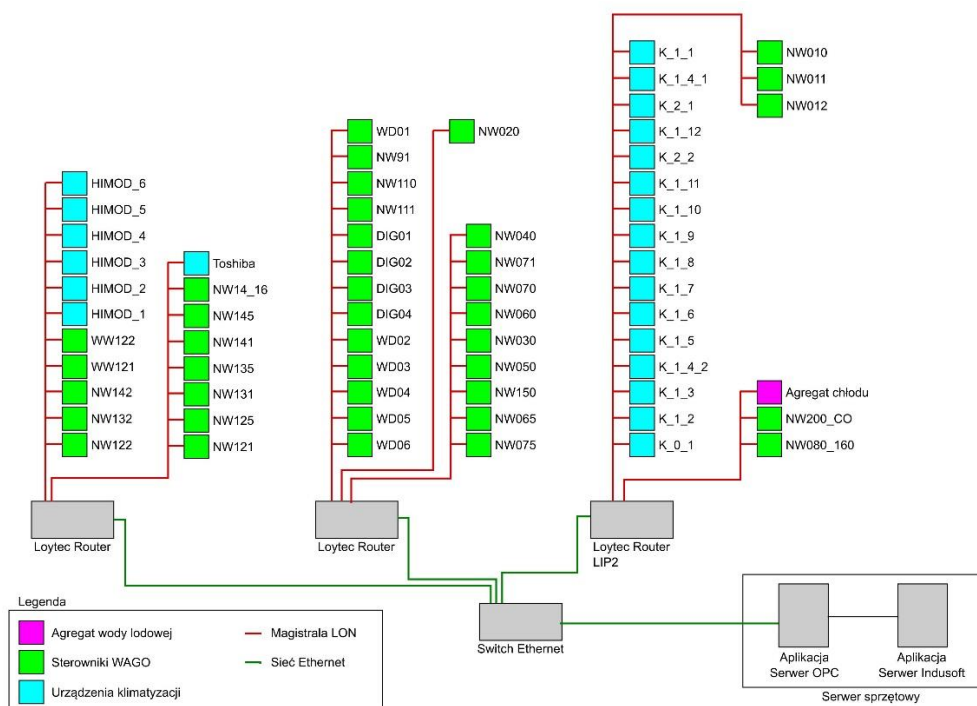 HIMOD_6
HIMOD_5
HIMOD_4
HIMOD_3
HIMOD_2
HIMOD_1
WW122
WW121
NW142
NW132
NW122
Toshiba
NW14_16
NW145
NW141
NW135
NW131
NW125
NW121
Loytec Router
WD01
NW91
NW110
NW111
DIG01
DIG02
DIG03
DIG04
WD02
WD03
WD04
WD05
WD06
NW020
NW040
NW071
NW070
NW060
NW030
NW050
NW150
NW065
NW075
Loytec Router
K_1_1
K_1_4_1
K_2_1
K_1_12
K_2_2
K_1_11
K_1_10
K_1_9
K_1_8
K_1_7
K_1_6
K_1_5
K_1_4_2
K_1_3
K_1_2
K_0_1
NW010
NW011
NW012
Agregat chłodu
NW200_CO
NW080_160
Loytec Router
LIP2
Switch Ethernet
Aplikacja
Serwer OPC
Aplikacja
Serwer Indusoft
Serwer sprzętowy
Legenda
Agregat wody lodowej
Sterowniki WAGO
Urządzenia klimatyzacji
Magistrala LON
Sieć Ethernet